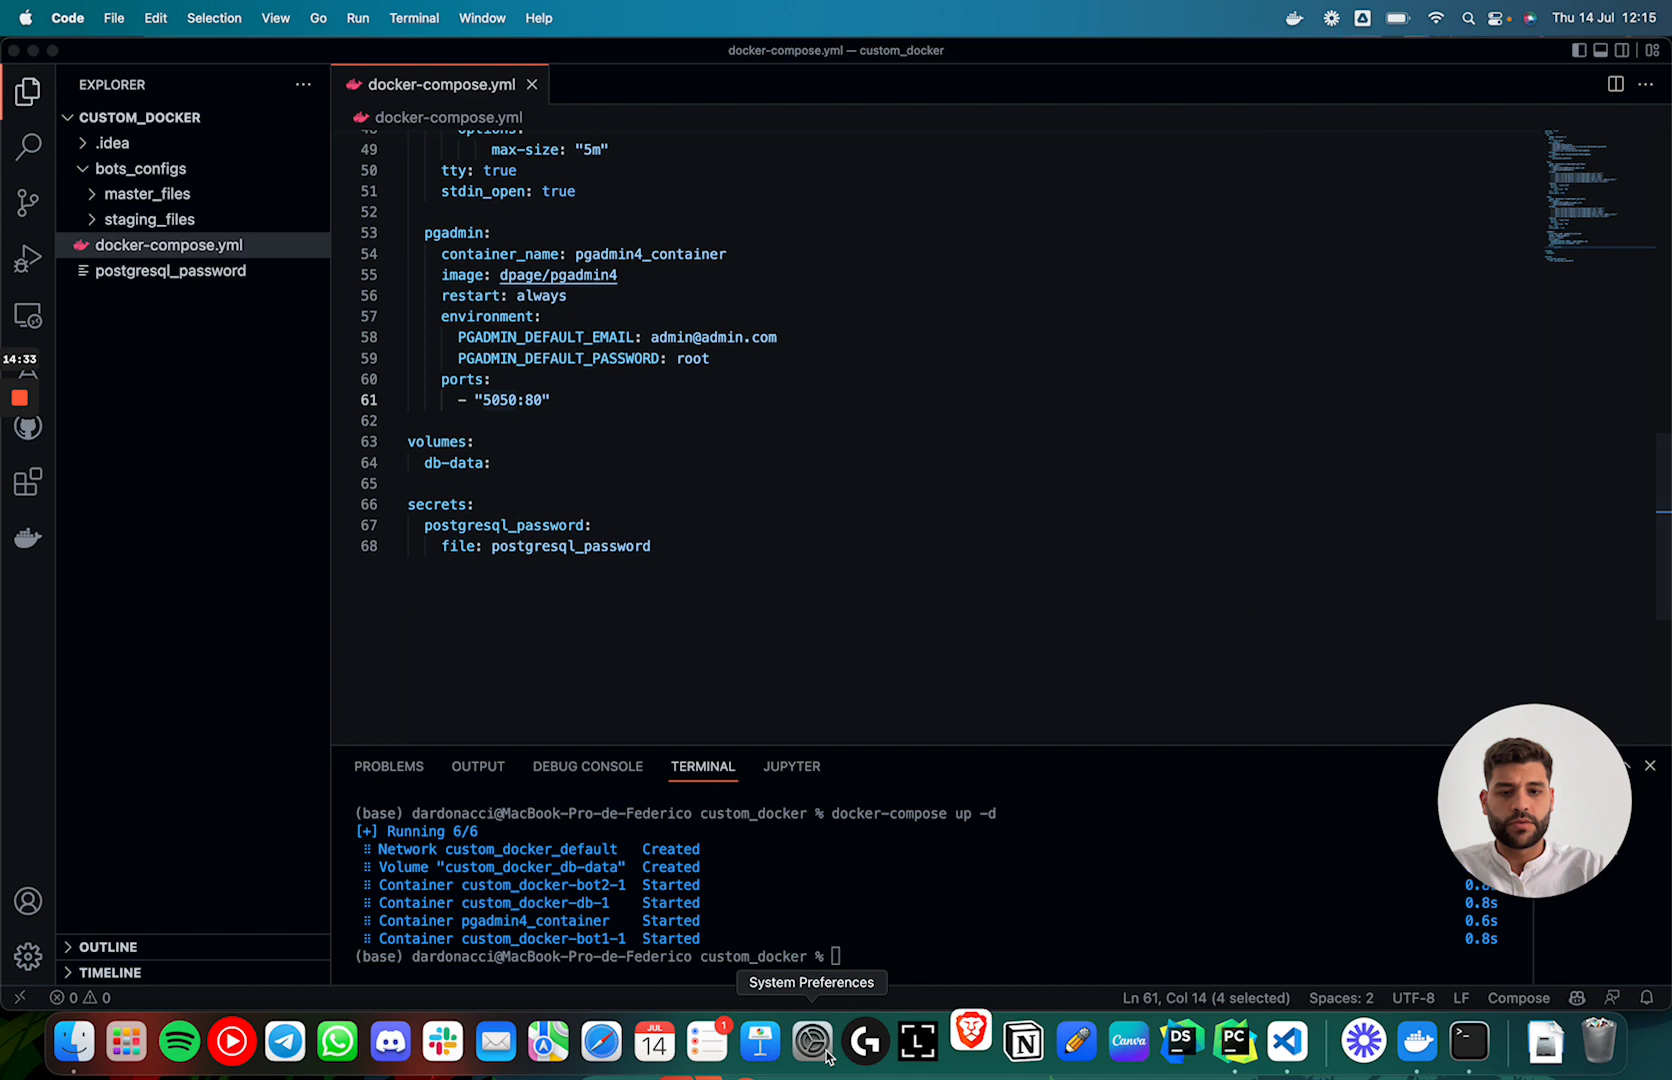 Code File Edit Selection View Go Run Terminal Window Help Thu 14 Jul 12:15
docker-compose.yml — custom_docker
EXPLORER
CUSTOM_DOCKER
.idea
bots_configs
master_files
staging_files
docker-compose.yml
postgresql_password
14:33
OUTLINE
TIMELINE
docker-compose.yml
docker-compose.yml
48 options:
49 max-size: "5m"
50 tty: true
51 stdin_open: true
52
53 pgadmin:
54 container_name: pgadmin4_container
55 image: dpage/pgadmin4
56 restart: always
57 environment:
58 PGADMIN_DEFAULT_EMAIL: admin@admin.com
59 PGADMIN_DEFAULT_PASSWORD: root
60 ports:
61 - "5050:80"
62
63 volumes:
64 db-data:
65
66 secrets:
67 postgresql_password:
68 file: postgresql_password
PROBLEMS OUTPUT DEBUG CONSOLE TERMINAL JUPYTER
(base) dardonacci@MacBook-Pro-de-Federico custom_docker % docker-compose up -d
[+] Running 6/6
⠿ Network custom_docker_default Created
⠿ Volume "custom_docker_db-data" Created
⠿ Container custom_docker-bot2-1 Started 0.8s
⠿ Container custom_docker-db-1 Started 0.8s
⠿ Container pgadmin4_container Started 0.6s
⠿ Container custom_docker-bot1-1 Started 0.8s
(base) dardonacci@MacBook-Pro-de-Federico custom_docker %
System Preferences
0 0 Ln 61, Col 14 (4 selected) Spaces: 2 UTF-8 LF Compose
JUL
14
1
Canva
DS
PC